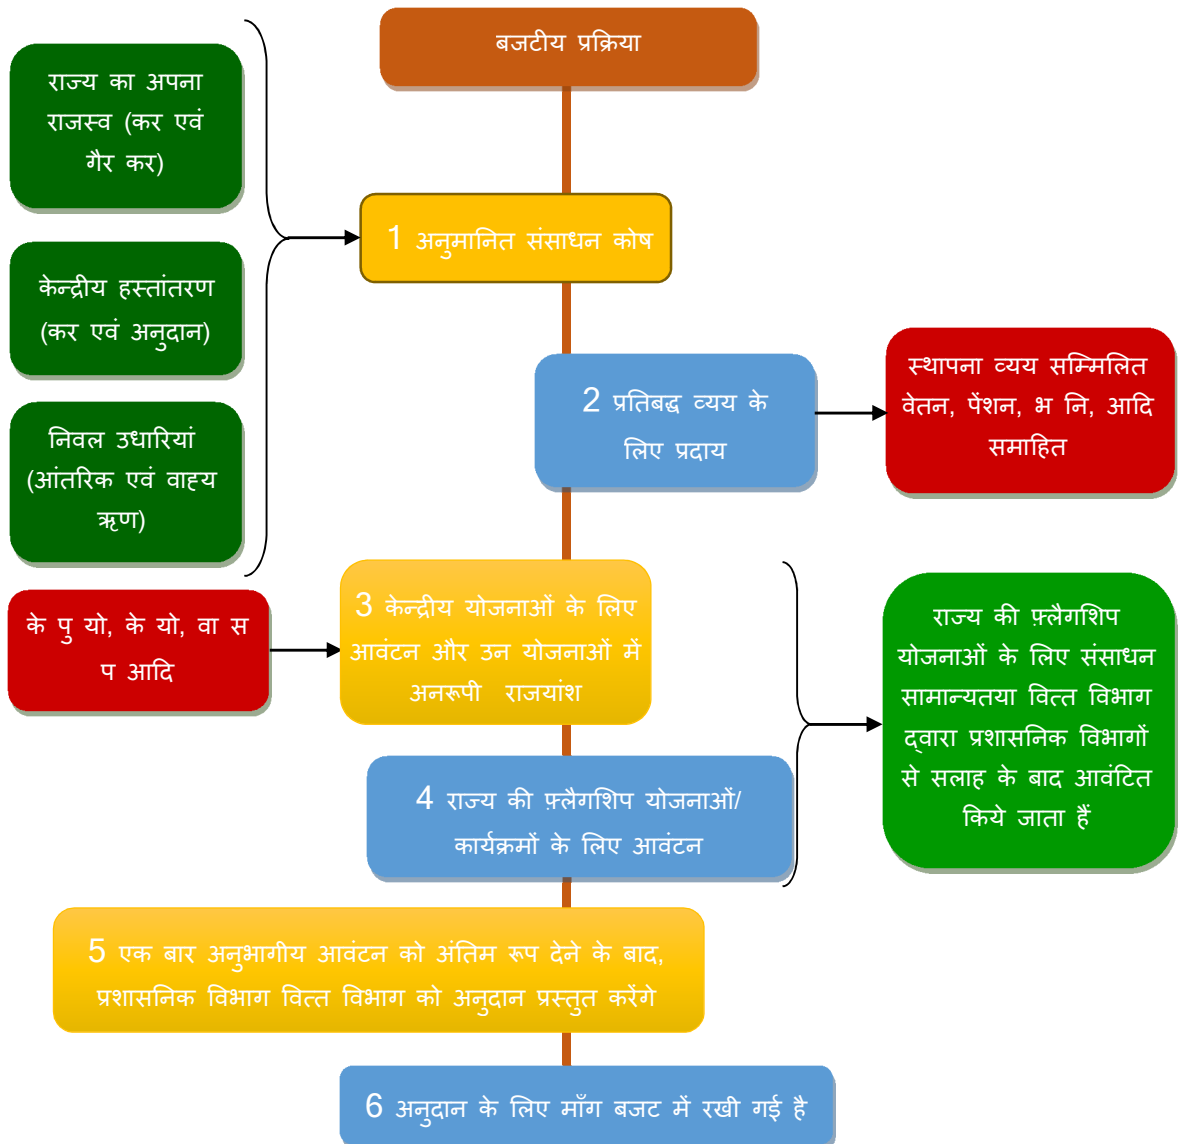 बजटीय प्रक्रिया
राज्य का अपना
राजस्व (कर एवं
गैर कर)
1 अनुमानित संसाधन कोष
केन्द्रीय हस्तांतरण
(कर एवं अनुदान)
2 प्रतिबद्ध व्यय के
लिए प्रदाय
स्थापना व्यय सम्मिलित
वेतन, पेंशन, भ नि, आदि
समाहित
निवल उधारियां
(आंतरिक एवं वाह्य
ऋण)
के पु यो, के यो, वा स
प आदि
3 केन्द्रीय योजनाओं के लिए
आवंटन और उन योजनाओं में
अनरूपी राजयांश
राज्य की फ़्लैगशिप
योजनाओं के लिए संसाधन
सामान्यतया वित्त विभाग
द्वारा प्रशासनिक विभागों
से सलाह के बाद आवंटित
किये जाता हैं
4 राज्य की फ़्लैगशिप योजनाओं/
कार्यक्रमों के लिए आवंटन
5 एक बार अनुभागीय आवंटन को अंतिम रूप देने के बाद,
प्रशासनिक विभाग वित्त विभाग को अनुदान प्रस्तुत करेंगे
6 अनुदान के लिए माँग बजट में रखी गई है